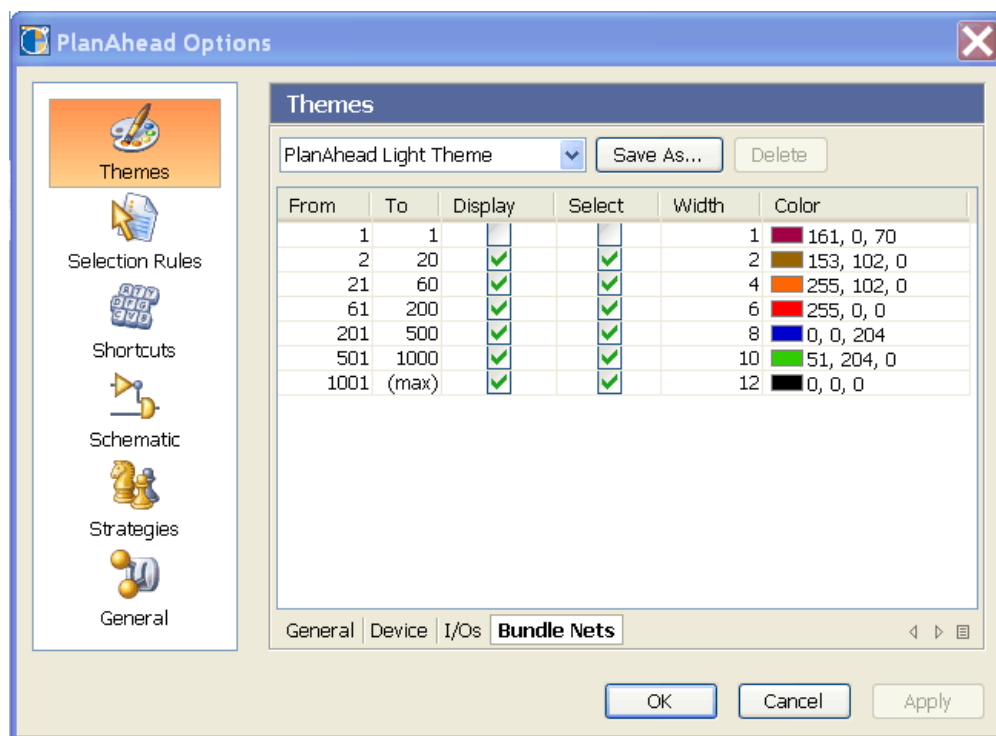 PlanAhead Options
Themes
Selection Rules
Shortcuts
Schematic
Strategies
General
Themes
PlanAhead Light Theme Save As... Delete
From To Display Select Width Color
1 1 1 161, 0, 70
2 20 2 153, 102, 0
21 60 4 255, 102, 0
61 200 6 255, 0, 0
201 500 8 0, 0, 204
501 1000 10 51, 204, 0
1001 (max) 12 0, 0, 0
General Device I/Os Bundle Nets
OK Cancel Apply